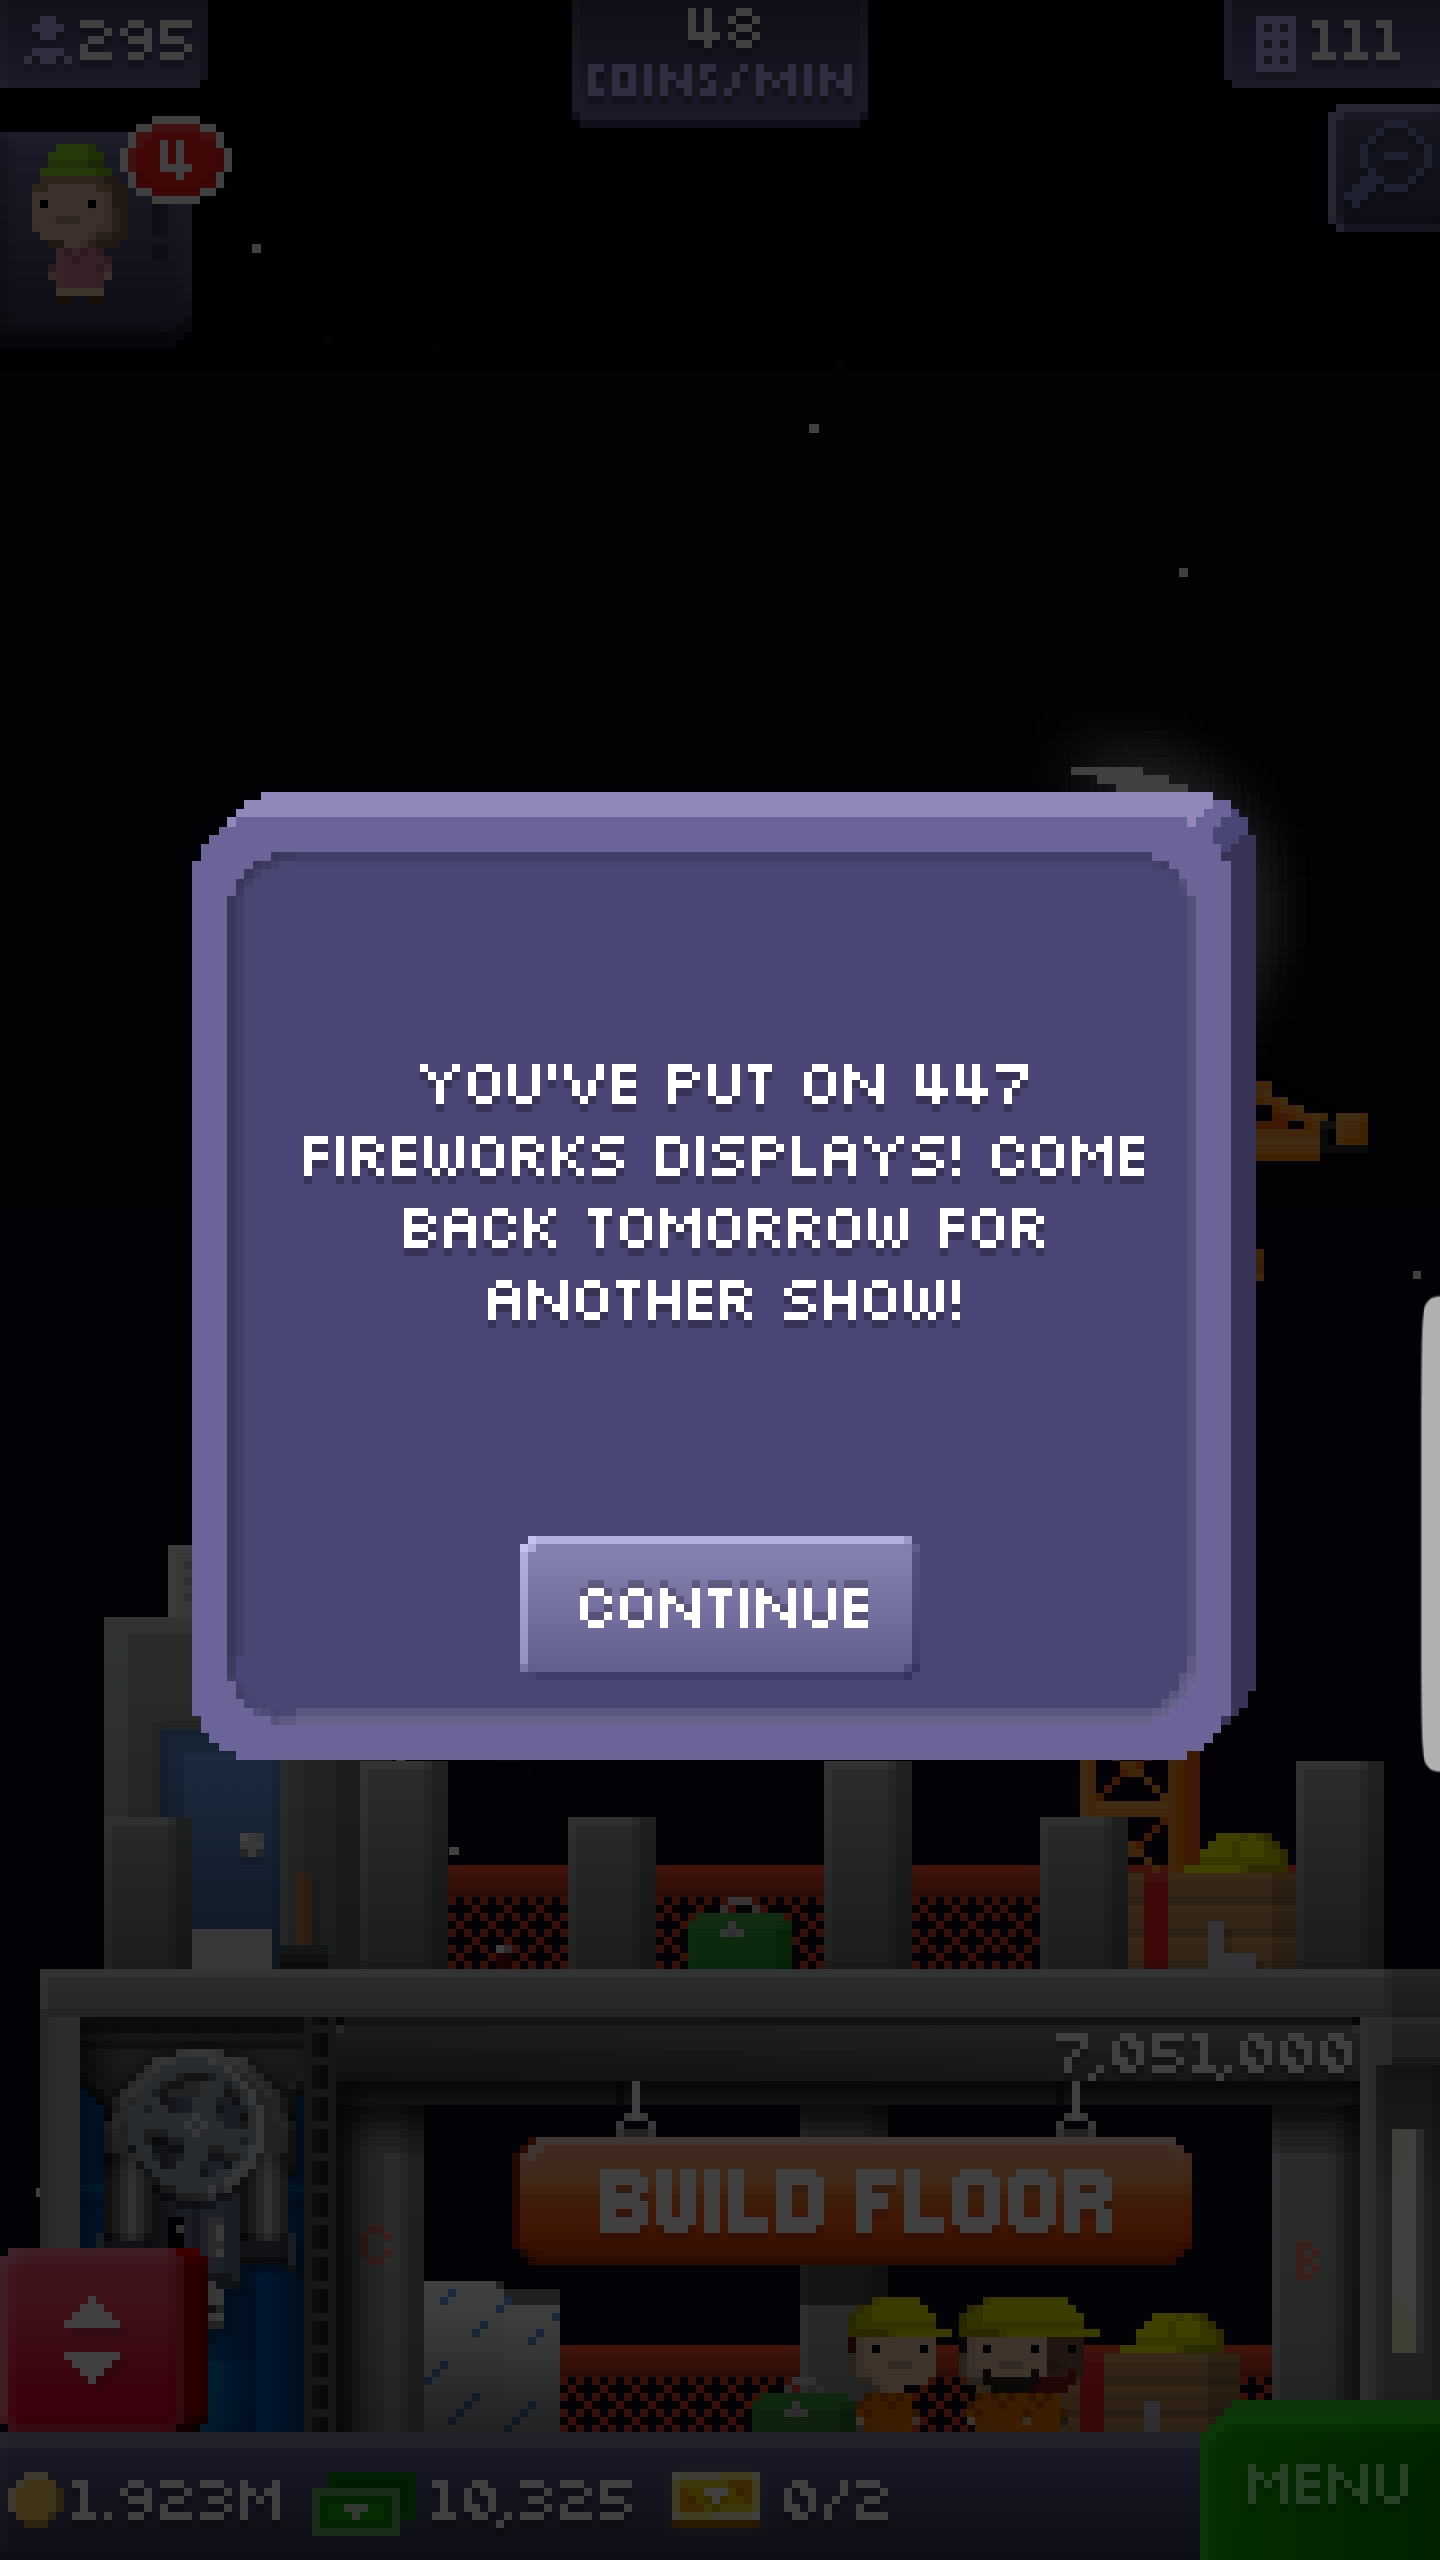 295
48
COINS/MIN
111
4
YOU'VE PUT ON 447
FIREWORKS DISPLAYS! COME
BACK TOMORROW FOR
ANOTHER SHOW!
CONTINUE
7,051,000
BUILD FLOOR
C
B
1.923M
10,325
0/2
MENU